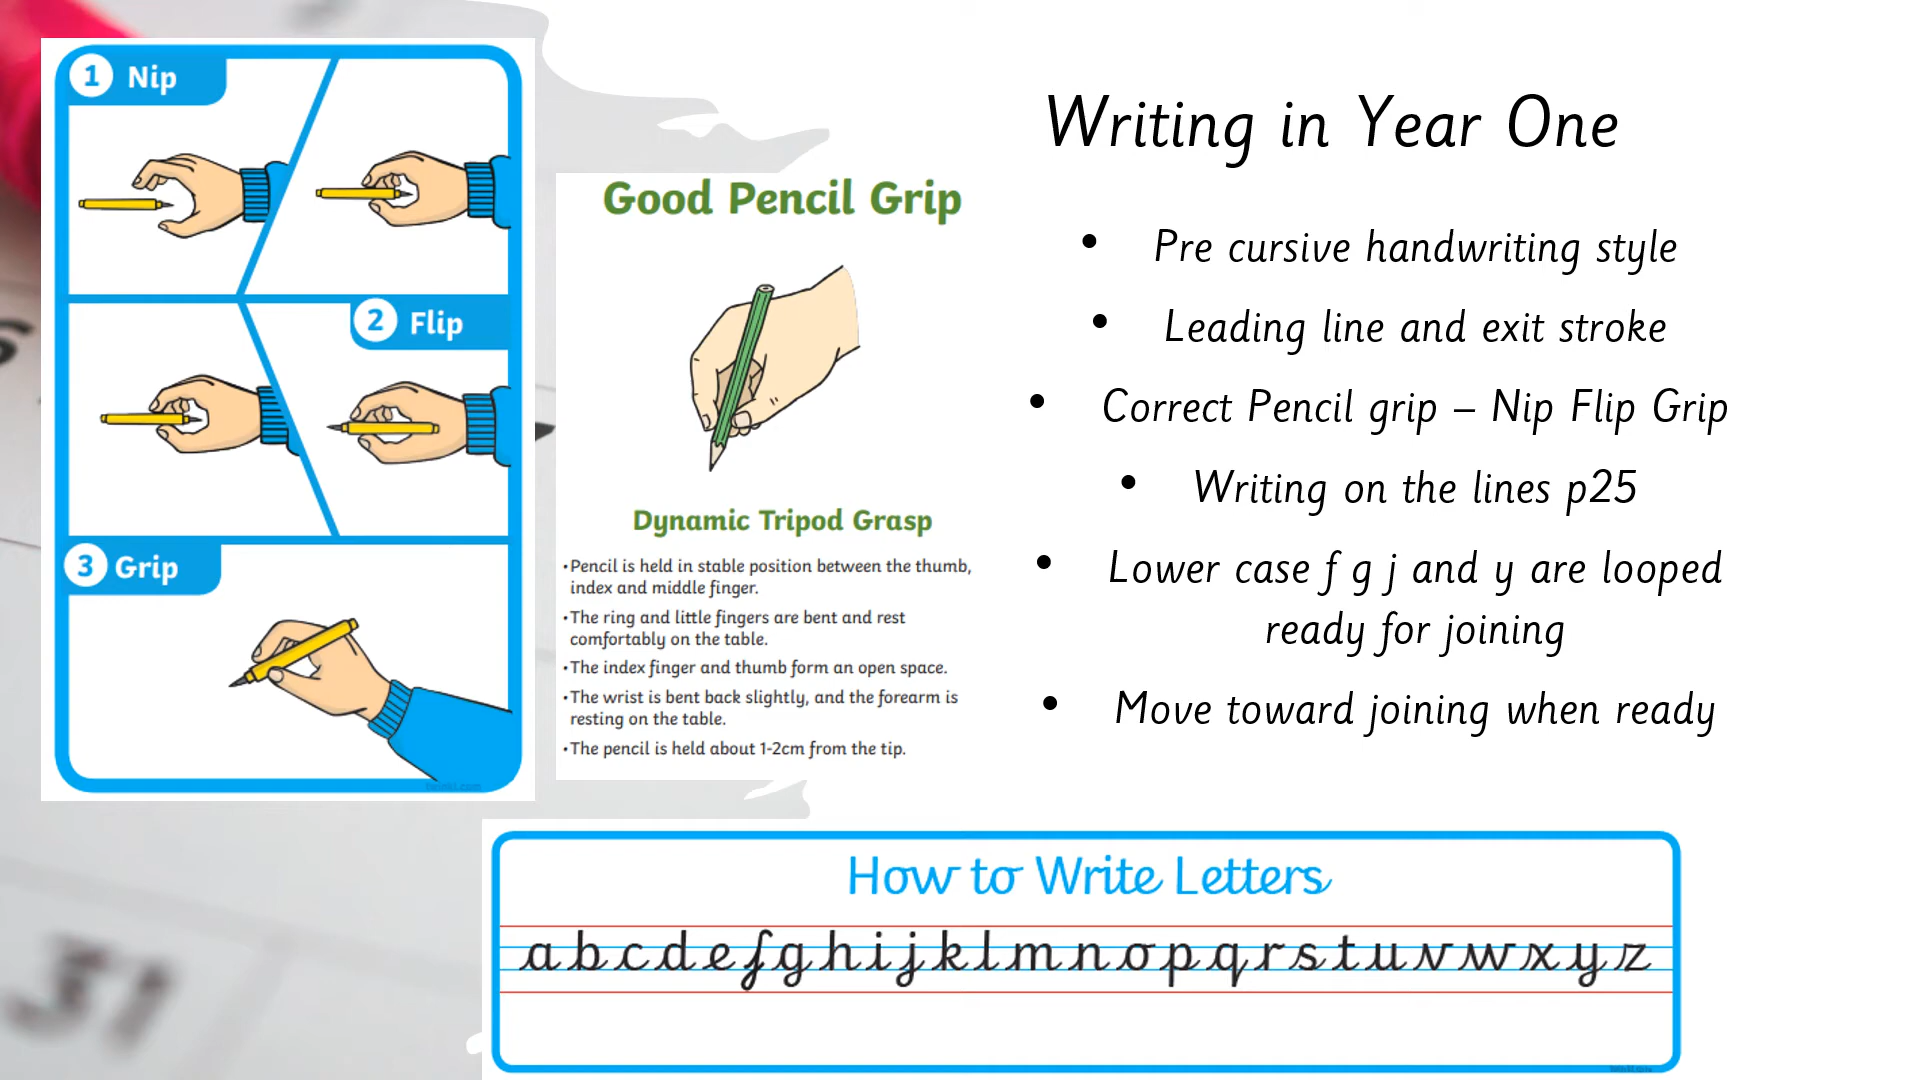 1 Nip
2 Flip
3 Grip
Good Pencil Grip
Dynamic Tripod Grasp
•Pencil is held in stable position between the thumb,
index and middle finger.
•The ring and little fingers are bent and rest
comfortably on the table.
•The index finger and thumb form an open space.
•The wrist is bent back slightly, and the forearm is
resting on the table.
•The pencil is held about 1-2cm from the tip.
Writing in Year One
• Pre cursive handwriting style
• Leading line and exit stroke
• Correct Pencil grip – Nip Flip Grip
• Writing on the lines p25
• Lower case f g j and y are looped
ready for joining
• Move toward joining when ready
How to Write Letters
a b c d e f g h i j k l m n o p q r s t u v w x y z
31